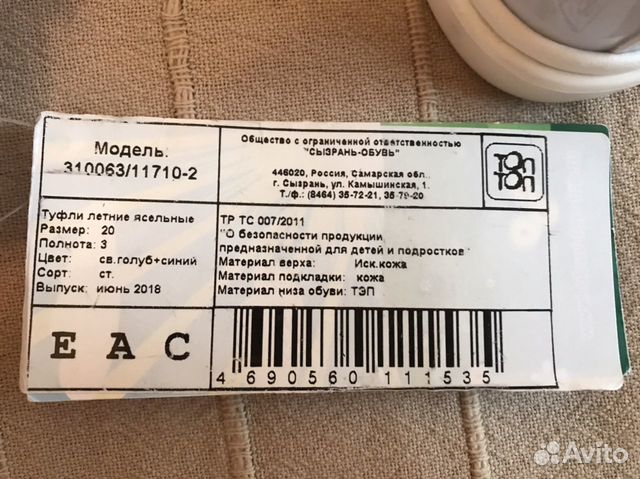 Модель:
310063/11710-2
Общество с ограниченной ответственностью
"СЫЗРАНЬ-ОБУВЬ"
446020, Россия, Самарская обл.,
г. Сызрань, ул. Камышинская, 1.
Т./ф.: (8464) 35-72-21, 35-79-20
топ
топ
Туфли летние ясельные
Размер: 20
Полнота: 3
Цвет: св.голуб+синий
Сорт: ст.
Выпуск: июнь 2018
ТР ТС 007/2011
"О безопасности продукции
предназначенной для детей и подростков"
Материал верха: Иск.кожа
Материал подкладки: кожа
Материал низа обуви: ТЭП
ЕАС
4 690560 111535
Avito